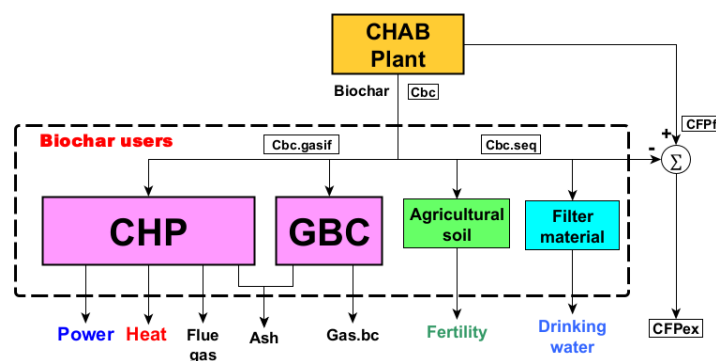 CHAB
Plant
Biochar
Cbc
+
CFPf
Biochar users
Cbc.gasif
Cbc.seq
-
Σ
CHP
GBC
Agricultural
soil
Filter
material
Power
Heat
Flue
gas
Ash
Gas.bc
Fertility
Drinking
water
CFPex